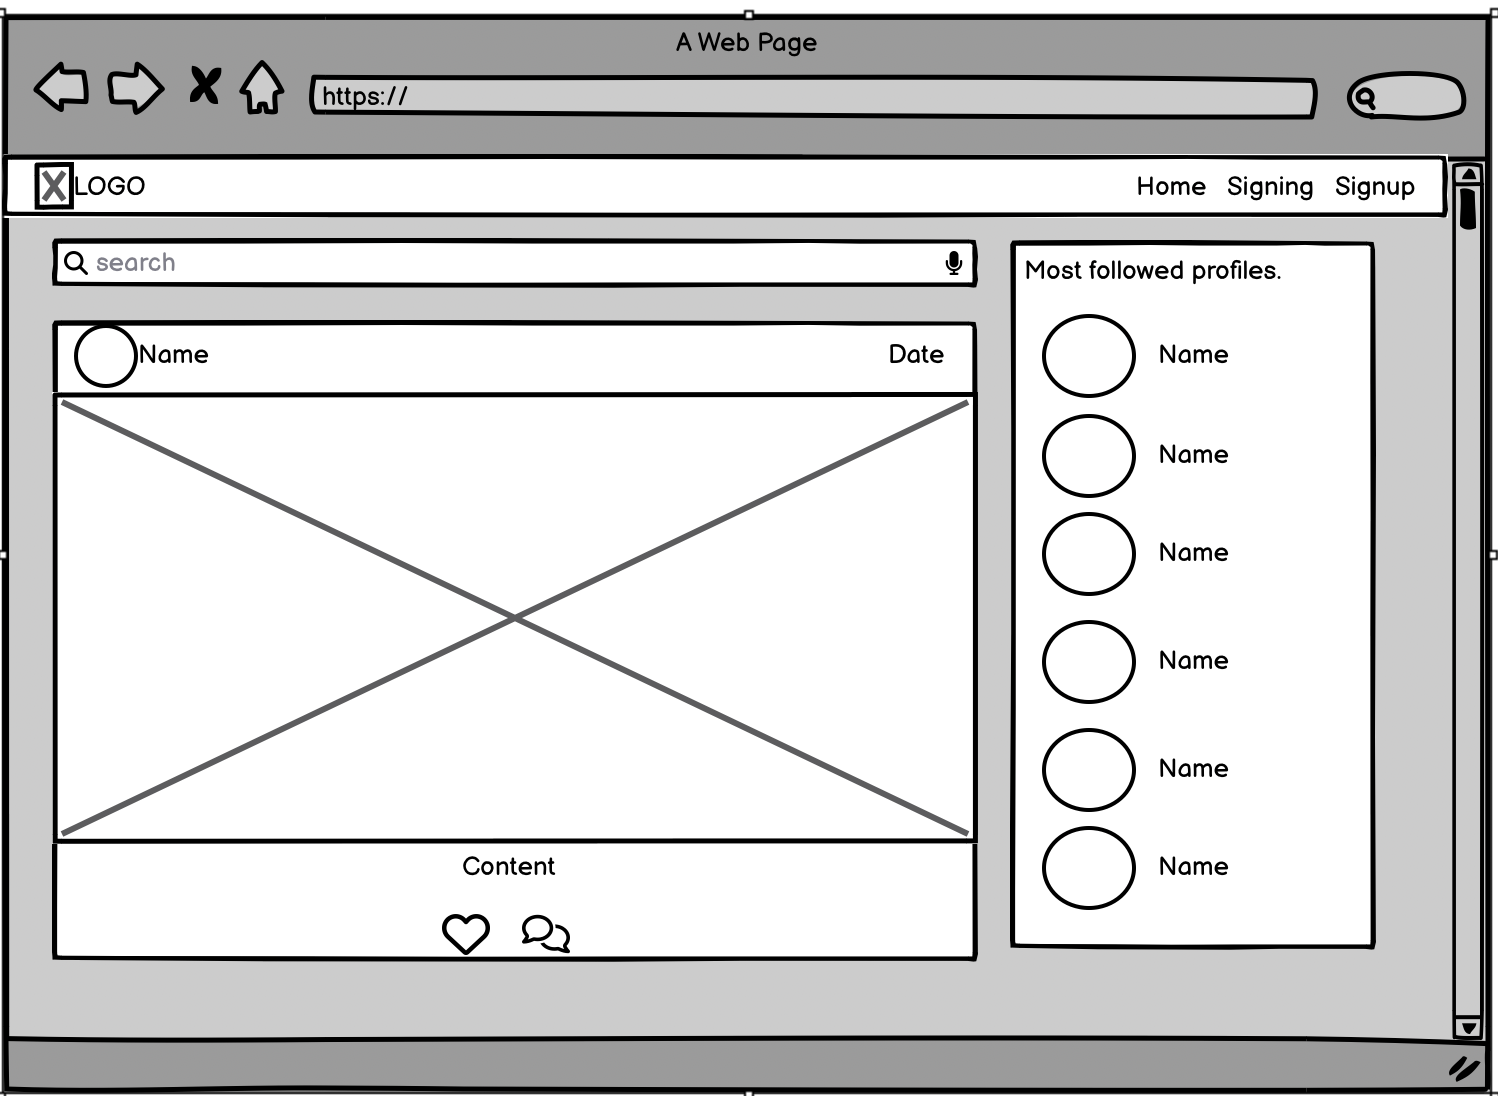 A Web Page
https://
LOGO
Home Signing Signup
search
Name Date
Content
Most followed profiles.
Name
Name
Name
Name
Name
Name